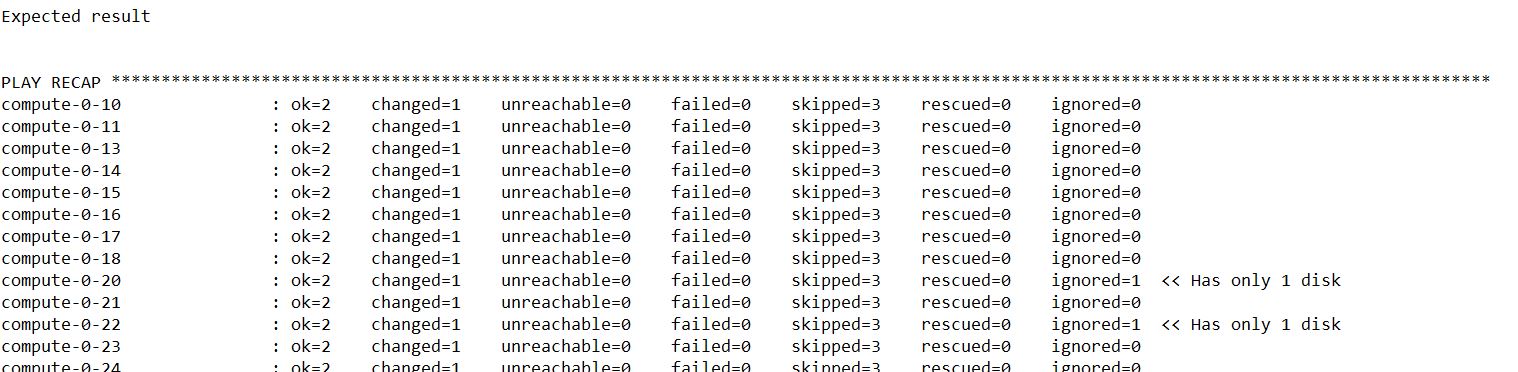 Expected result
PLAY RECAP ******************************************************************************************************************************************
compute-0-10 : ok=2 changed=1 unreachable=0 failed=0 skipped=3 rescued=0 ignored=0
compute-0-11 : ok=2 changed=1 unreachable=0 failed=0 skipped=3 rescued=0 ignored=0
compute-0-13 : ok=2 changed=1 unreachable=0 failed=0 skipped=3 rescued=0 ignored=0
compute-0-14 : ok=2 changed=1 unreachable=0 failed=0 skipped=3 rescued=0 ignored=0
compute-0-15 : ok=2 changed=1 unreachable=0 failed=0 skipped=3 rescued=0 ignored=0
compute-0-16 : ok=2 changed=1 unreachable=0 failed=0 skipped=3 rescued=0 ignored=0
compute-0-17 : ok=2 changed=1 unreachable=0 failed=0 skipped=3 rescued=0 ignored=0
compute-0-18 : ok=2 changed=1 unreachable=0 failed=0 skipped=3 rescued=0 ignored=0
compute-0-20 : ok=2 changed=1 unreachable=0 failed=0 skipped=3 rescued=0 ignored=1 << Has only 1 disk
compute-0-21 : ok=2 changed=1 unreachable=0 failed=0 skipped=3 rescued=0 ignored=0
compute-0-22 : ok=2 changed=1 unreachable=0 failed=0 skipped=3 rescued=0 ignored=1 << Has only 1 disk
compute-0-23 : ok=2 changed=1 unreachable=0 failed=0 skipped=3 rescued=0 ignored=0
compute-0-24 : ok=2 changed=1 unreachable=0 failed=0 skipped=3 rescued=0 ignored=0